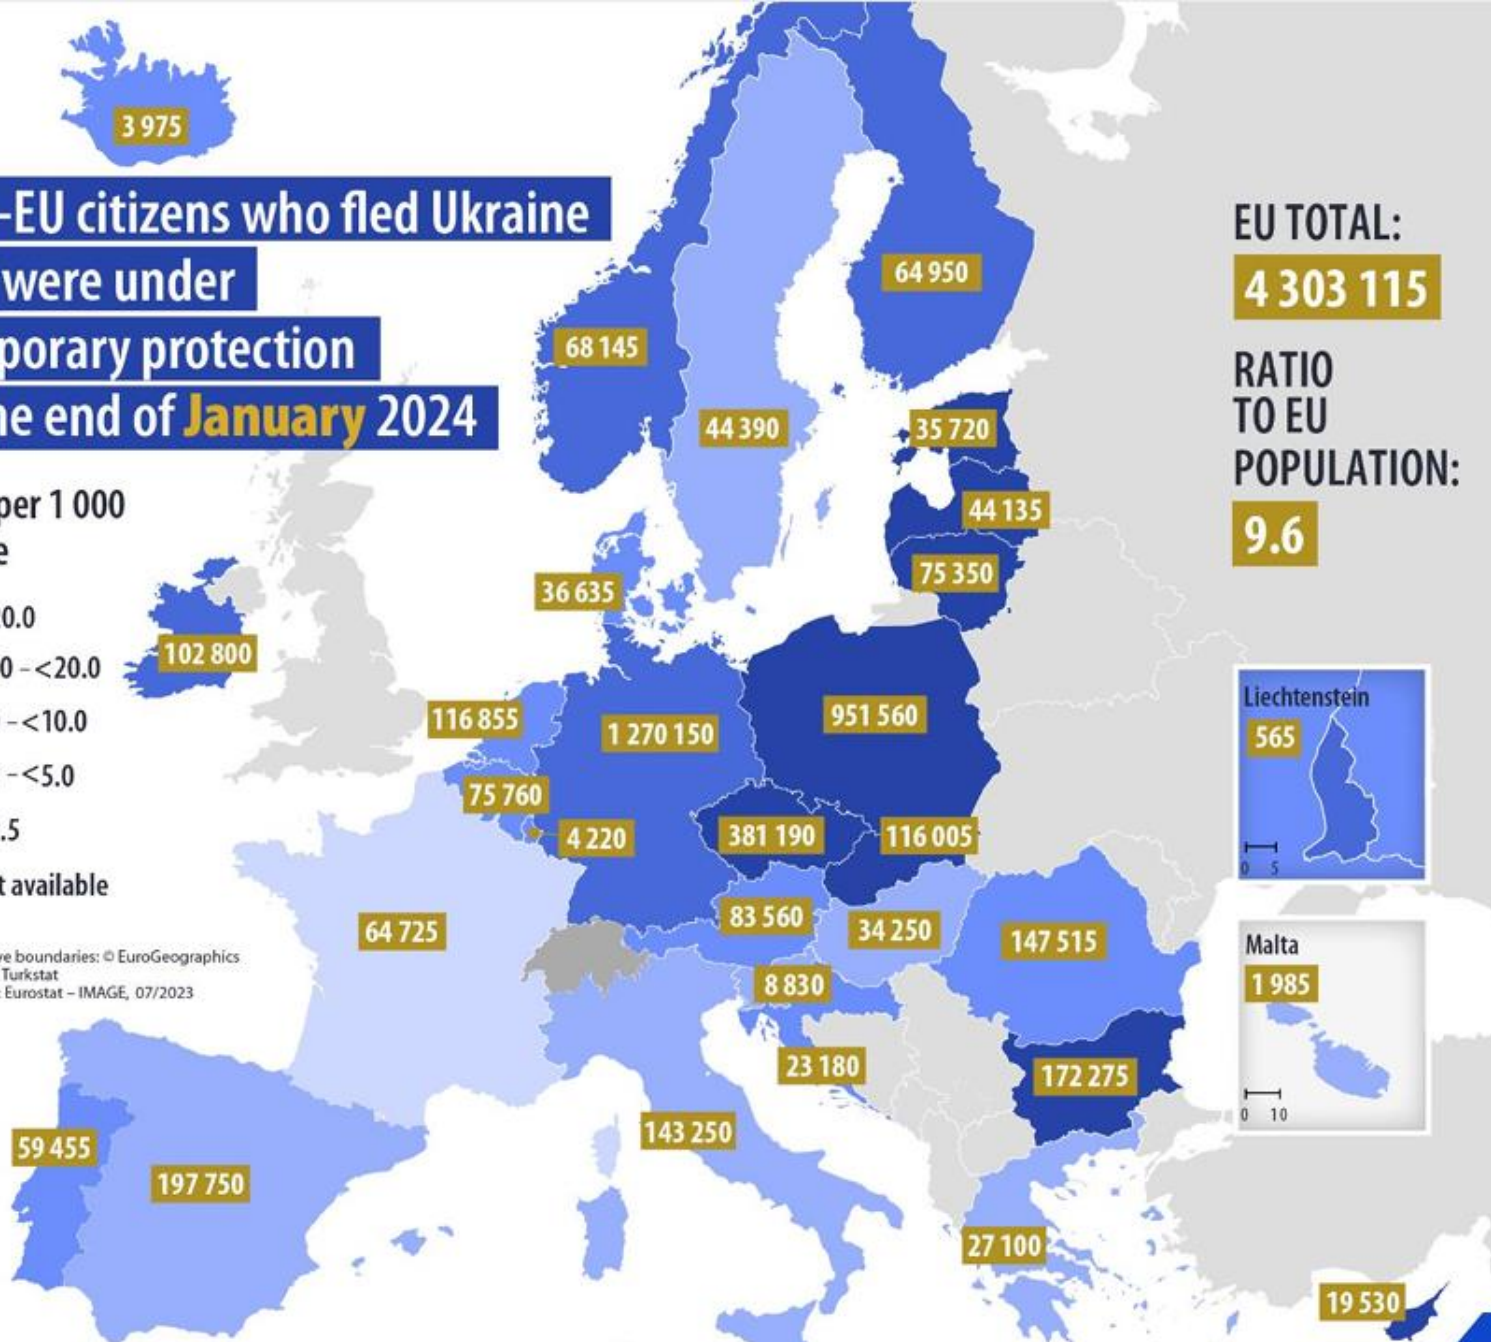 3 975
-EU citizens who fled Ukraine
were under
porary protection
he end of January 2024
per 1 000
e
20.0
0 - <20.0
- <10.0
- <5.0
.5
t available
ve boundaries: © EuroGeographics
Turkstat
: Eurostat – IMAGE, 07/2023
EU TOTAL:
4 303 115
RATIO
TO EU
POPULATION:
9.6
64 950
68 145
44 390
35 720
44 135
75 350
36 635
102 800
116 855
1 270 150
951 560
75 760
4 220
381 190
116 005
64 725
83 560
34 250
147 515
8 830
23 180
172 275
59 455
197 750
143 250
27 100
19 530
Liechtenstein
565
0 5
Malta
1 985
0 10